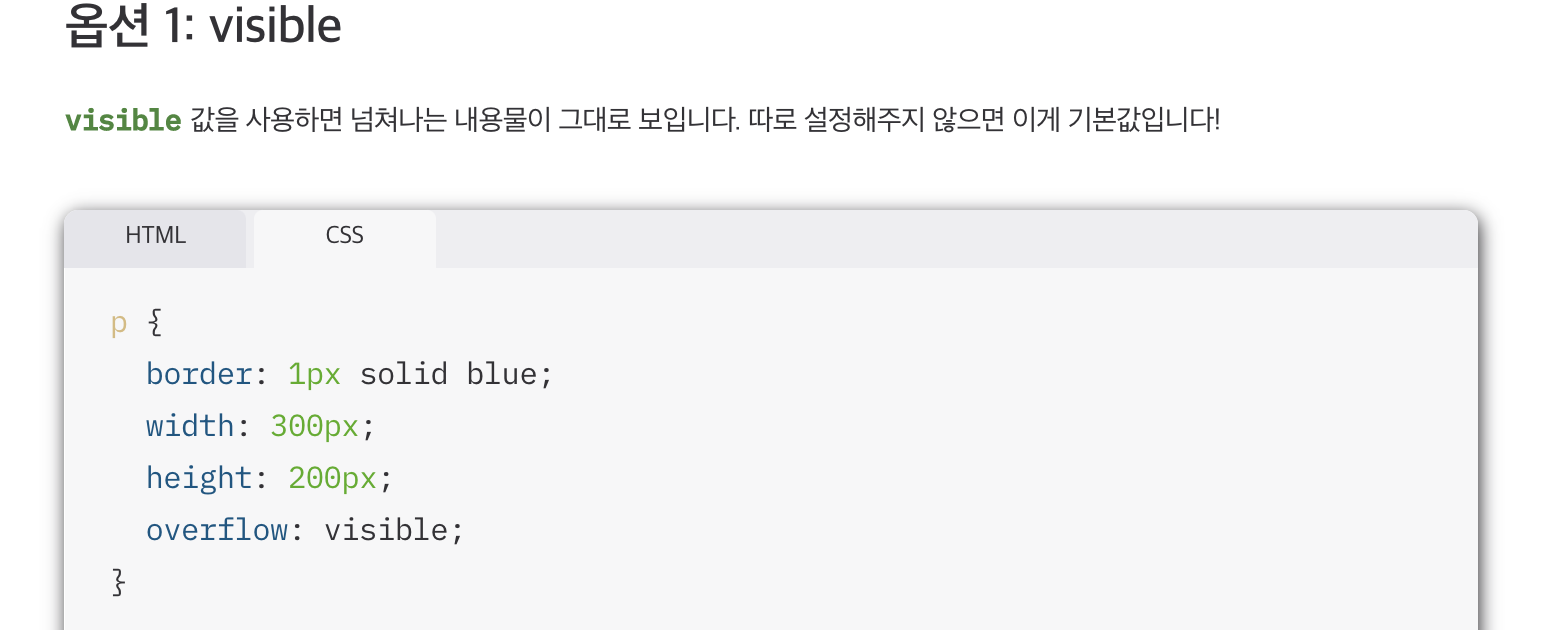 옵션 1: visible
visible 값을 사용하면 넘쳐나는 내용물이 그대로 보입니다. 따로 설정해주지 않으면 이게 기본값입니다!
HTML CSS
p {
  border: 1px solid blue;
  width: 300px;
  height: 200px;
  overflow: visible;
}